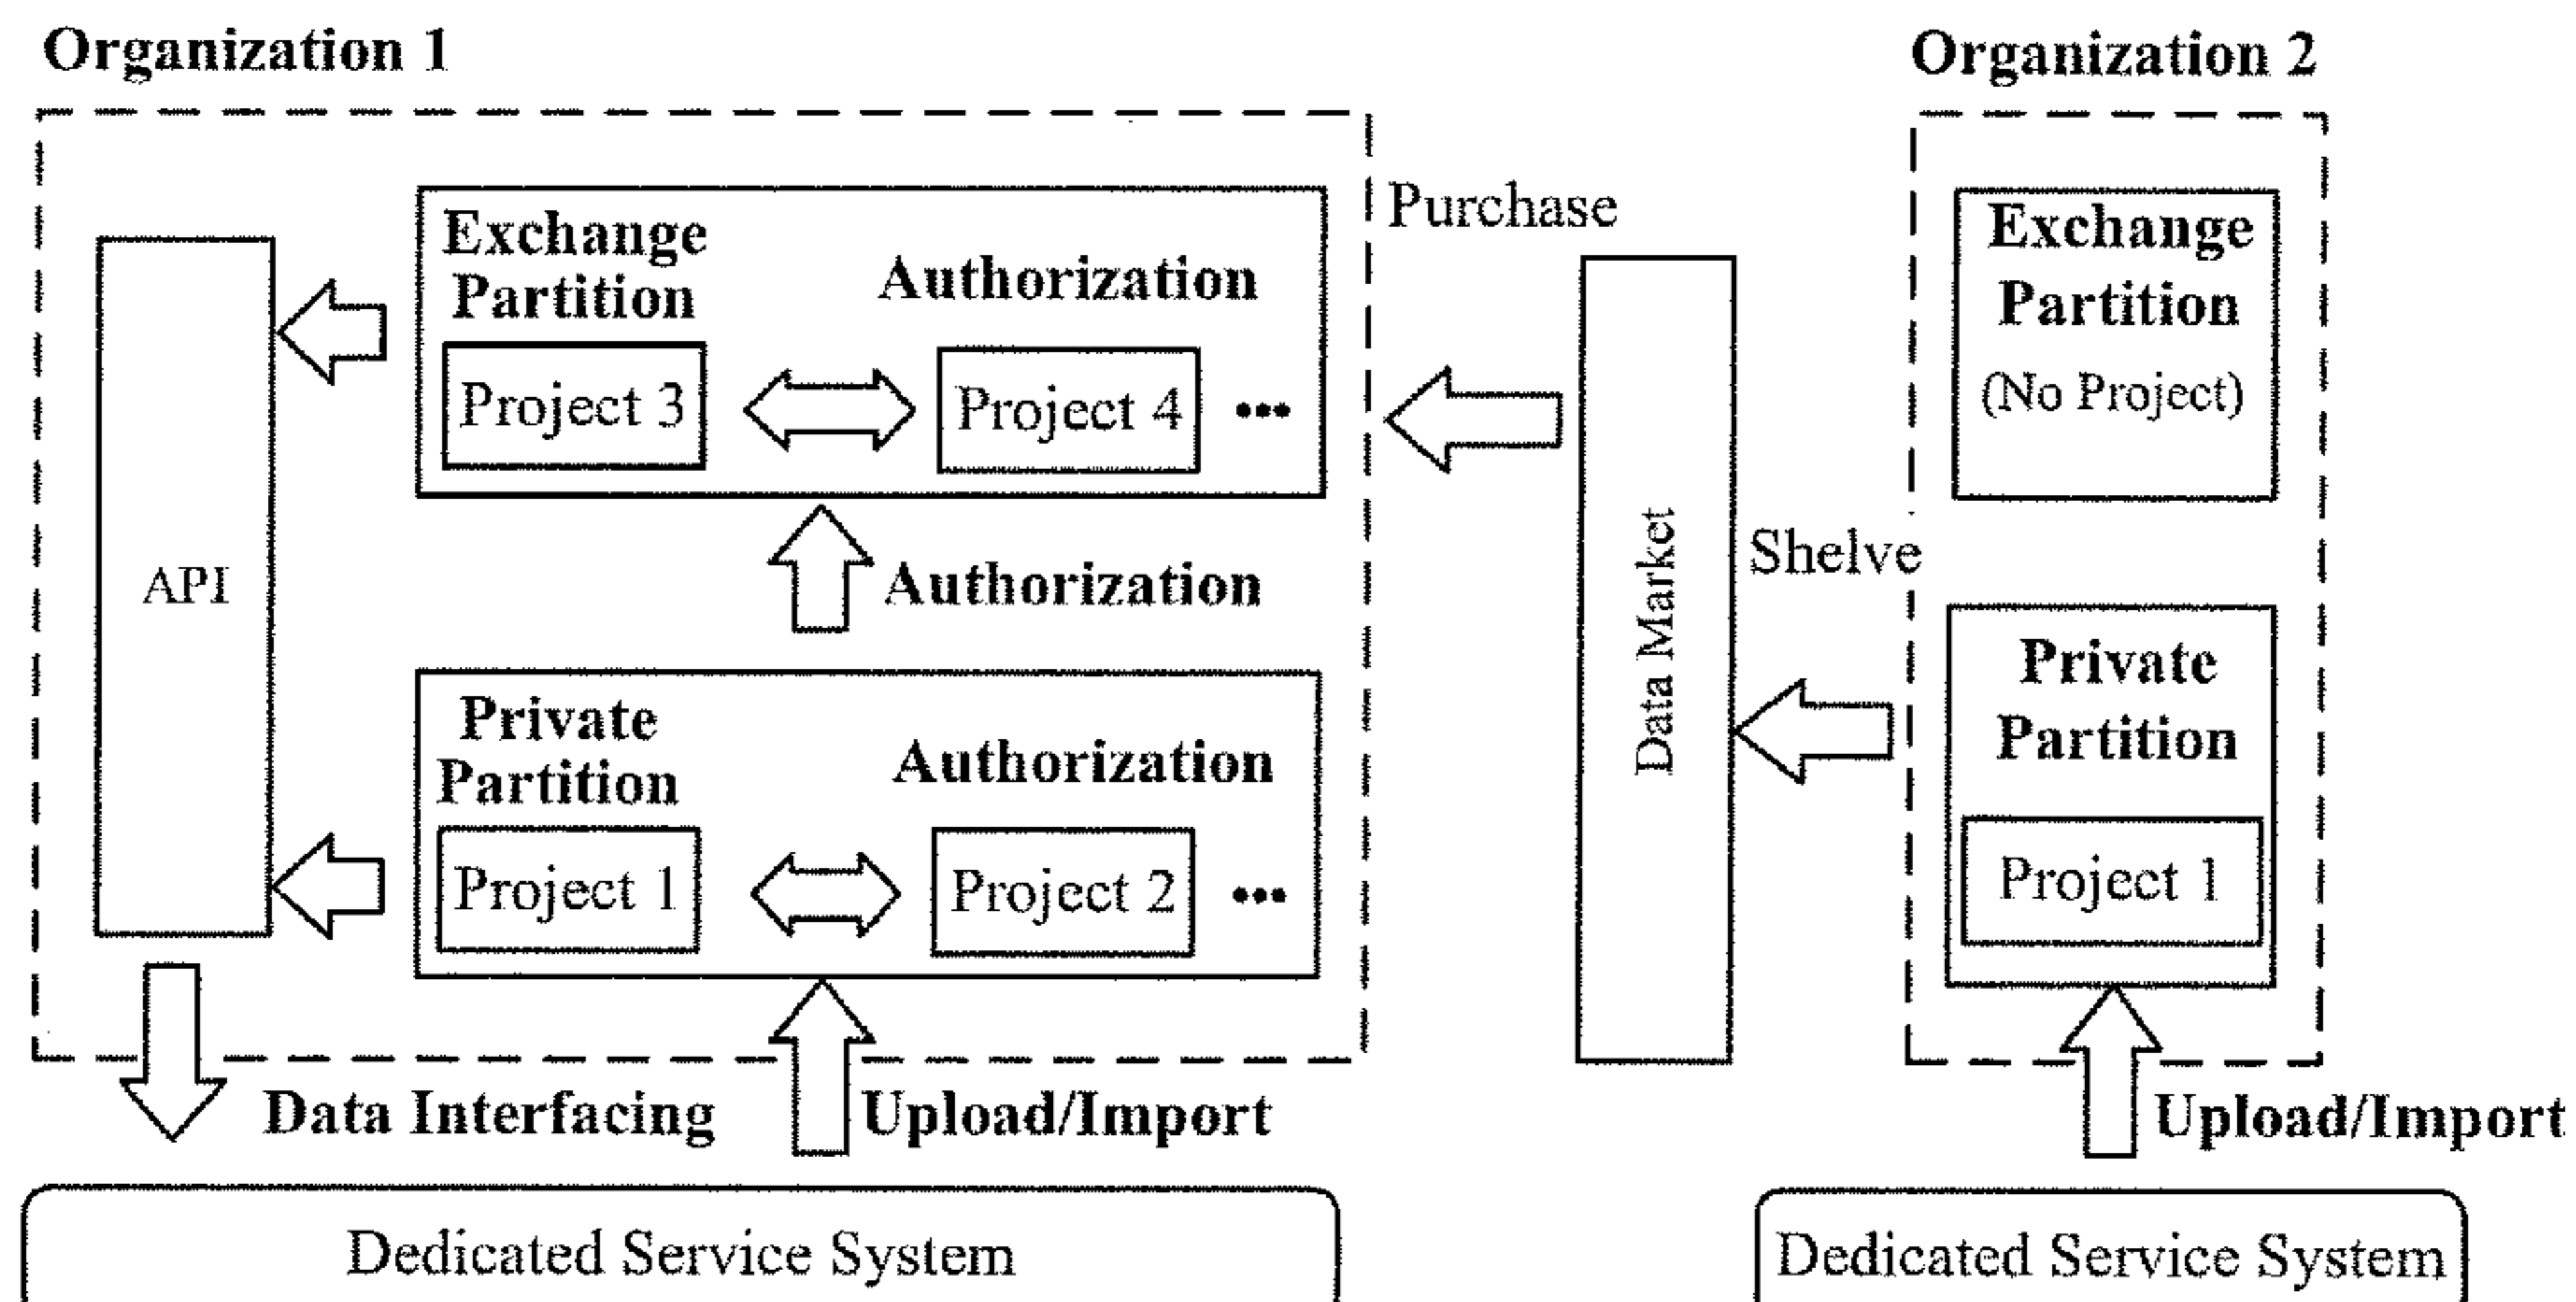 Organization 1
Organization 2
Purchase
Exchange
Partition
Authorization
Project 3
Project 4
...
Exchange
Partition
(No Project)
API
Authorization
Data Market
Shelve
Private
Partition
Authorization
Project 1
Project 2
...
Private
Partition
Project 1
Data Interfacing
Upload/Import
Upload/Import
Dedicated Service System
Dedicated Service System